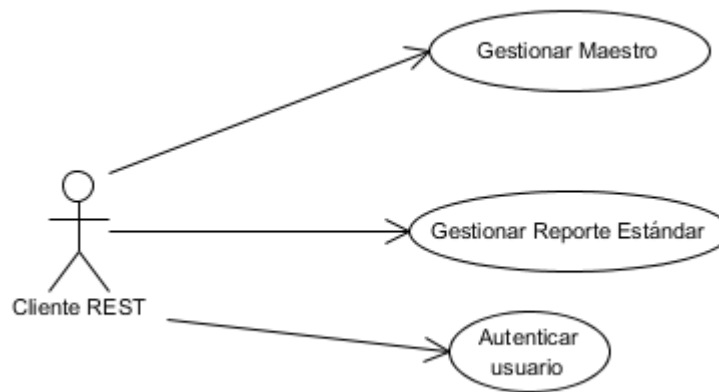 Gestionar Maestro
Gestionar Reporte Estándar
Cliente REST
Autenticar
usuario